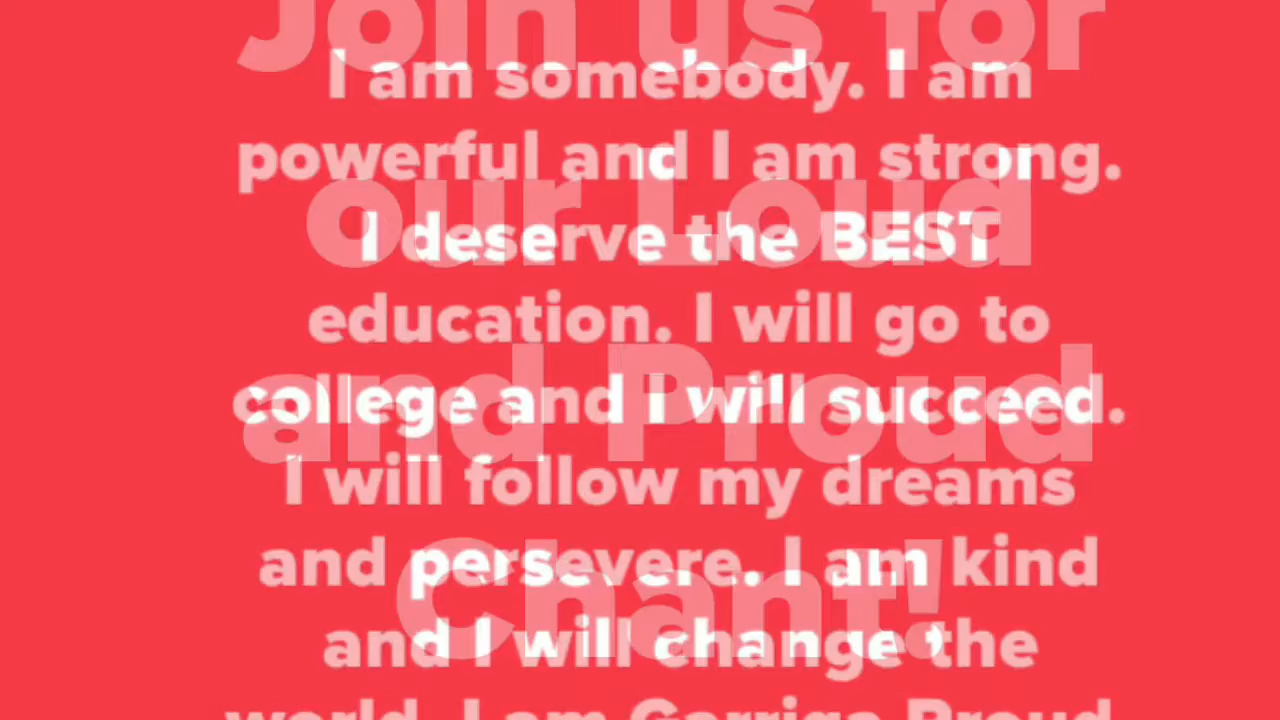 Join us for
our Loud
and Proud
Chant!
I am somebody. I am
powerful and I am strong.
I deserve the BEST
education. I will go to
college and I will succeed.
I will follow my dreams
and persevere. I am kind
and I will change the
world. I am Garriga Proud